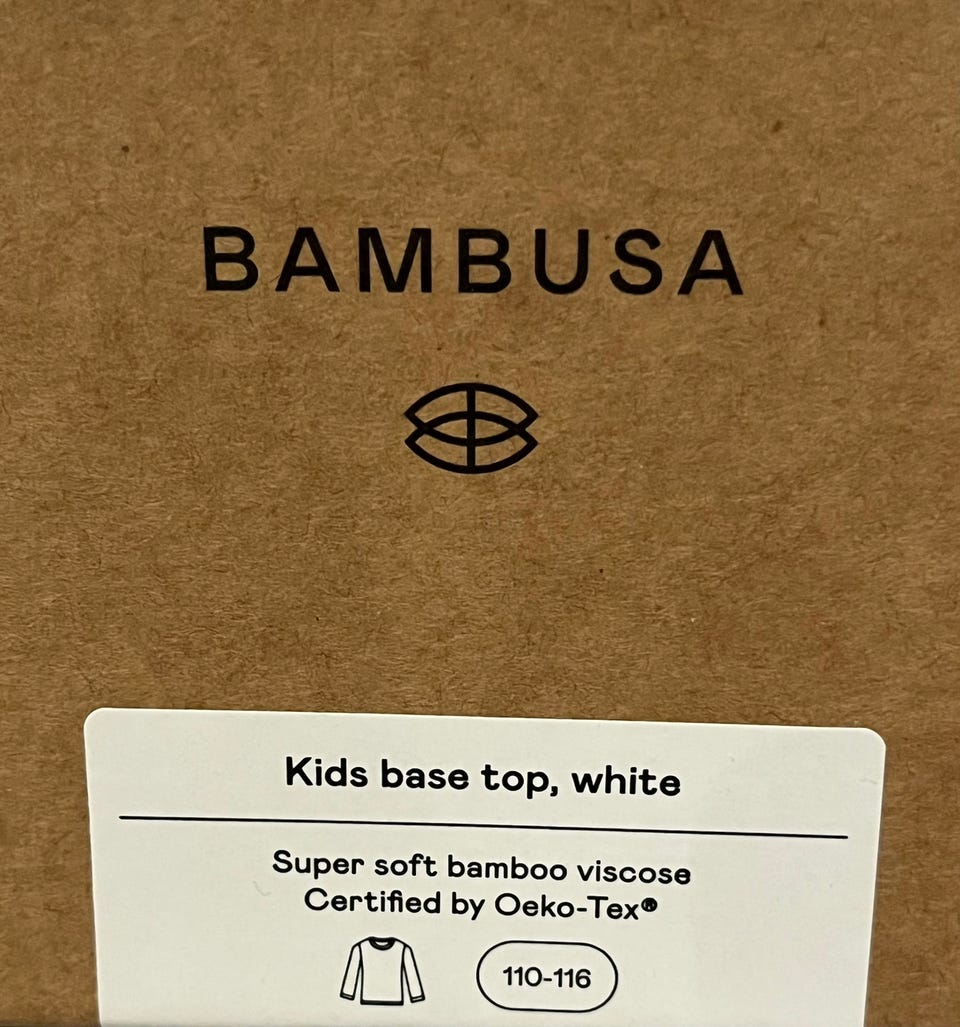 BAMBUSA
Kids base top, white
Super soft bamboo viscose
Certified by Oeko-Tex®
110-116